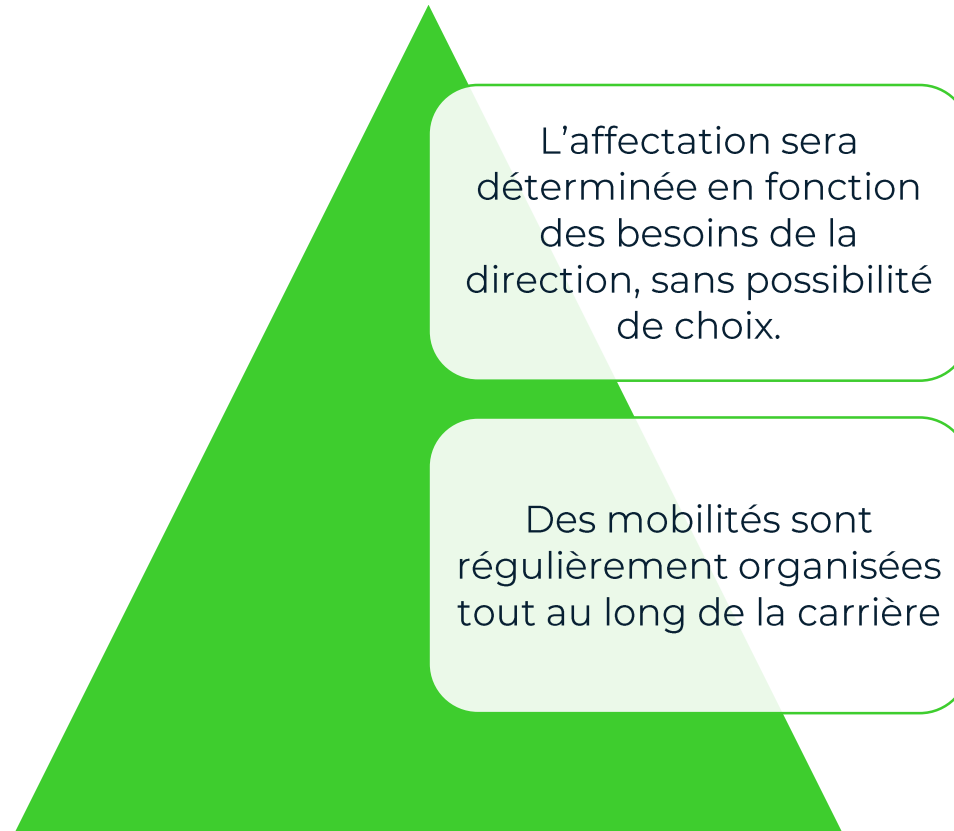 L’affectation sera
déterminée en fonction
des besoins de la
direction, sans possibilité
de choix.
Des mobilités sont
régulièrement organisées
tout au long de la carrière